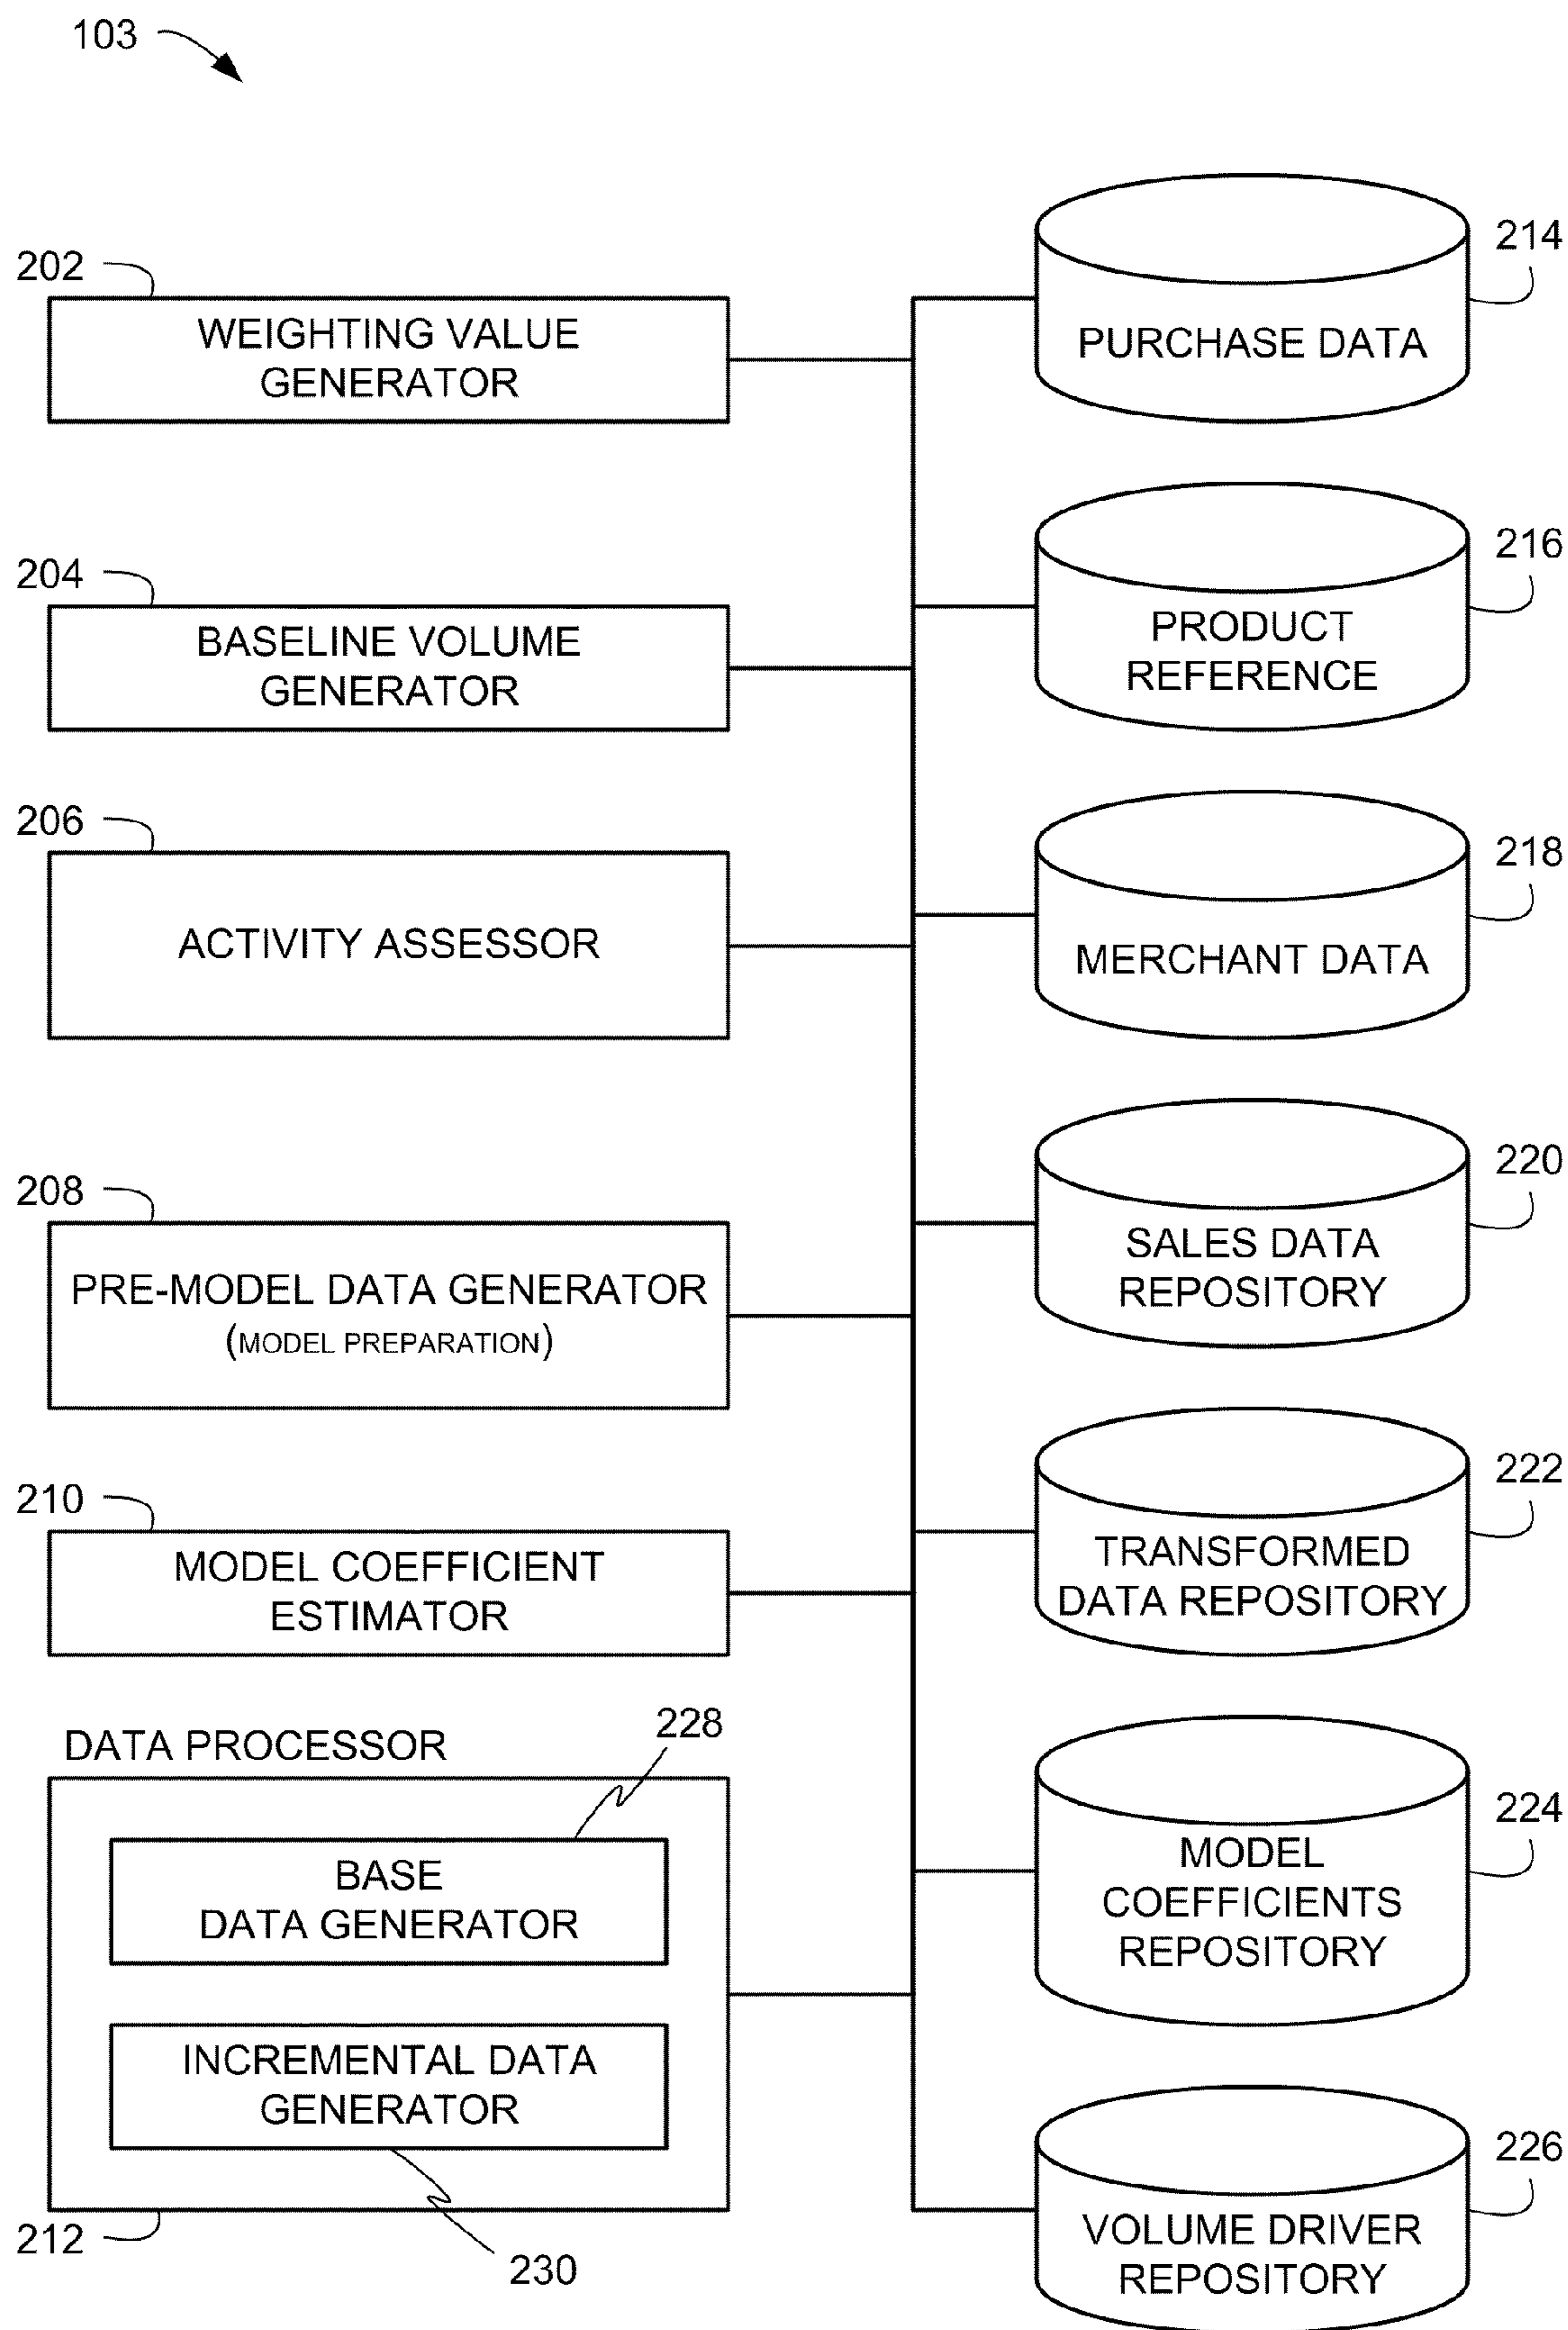 103
202
WEIGHTING VALUE
GENERATOR
204
BASELINE VOLUME
GENERATOR
206
ACTIVITY ASSESSOR
208
PRE-MODEL DATA GENERATOR
(MODEL PREPARATION)
210
MODEL COEFFICIENT
ESTIMATOR
DATA PROCESSOR
228
BASE
DATA GENERATOR
INCREMENTAL DATA
GENERATOR
212
230
214
PURCHASE DATA
216
PRODUCT
REFERENCE
218
MERCHANT DATA
220
SALES DATA
REPOSITORY
222
TRANSFORMED
DATA REPOSITORY
224
MODEL
COEFFICIENTS
REPOSITORY
226
VOLUME DRIVER
REPOSITORY